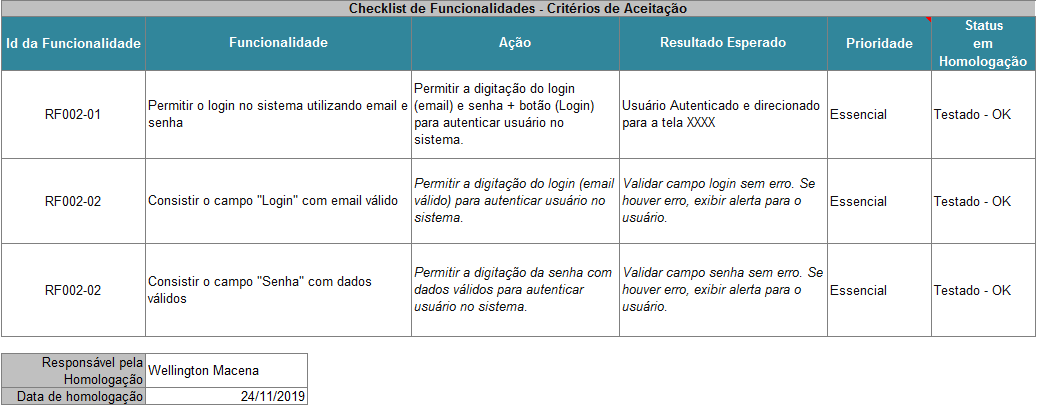 Checklist de Funcionalidades - Critérios de Aceitação
Id da Funcionalidade
Funcionalidade
Ação
Resultado Esperado
Prioridade
Status
em
Homologação
RF002-01
Permitir o login no sistema utilizando email e
senha
Permitir a digitação do login
(email) e senha + botão (Login)
para autenticar usuário no
sistema.
Usuário Autenticado e direcionado
para a tela XXXX
Essencial
Testado - OK
RF002-02
Consistir o campo "Login" com email válido
Permitir a digitação do login (email
válido) para autenticar usuário no
sistema.
Validar campo login sem erro. Se
houver erro, exibir alerta para o
usuário.
Essencial
Testado - OK
RF002-02
Consistir o campo "Senha" com dados
válidos
Permitir a digitação da senha com
dados válidos para autenticar
usuário no sistema.
Validar campo senha sem erro. Se
houver erro, exibir alerta para o
usuário.
Essencial
Testado - OK
Responsável pela
Homologação
Wellington Macena
Data de homologação
24/11/2019